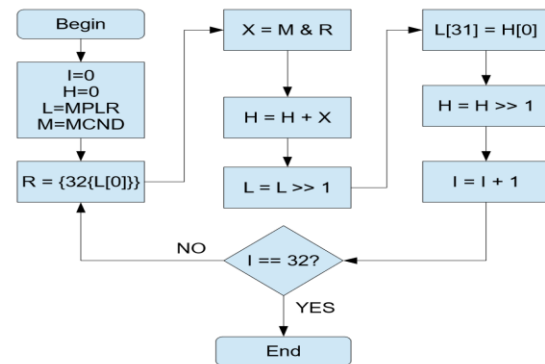 Begin
I=0
H=0
L=MPLR
M=MCND
R = {32{L[0]}}
X = M & R
H = H + X
L = L >> 1
L[31] = H[0]
H = H >> 1
I = I + 1
I == 32?
NO
YES
End